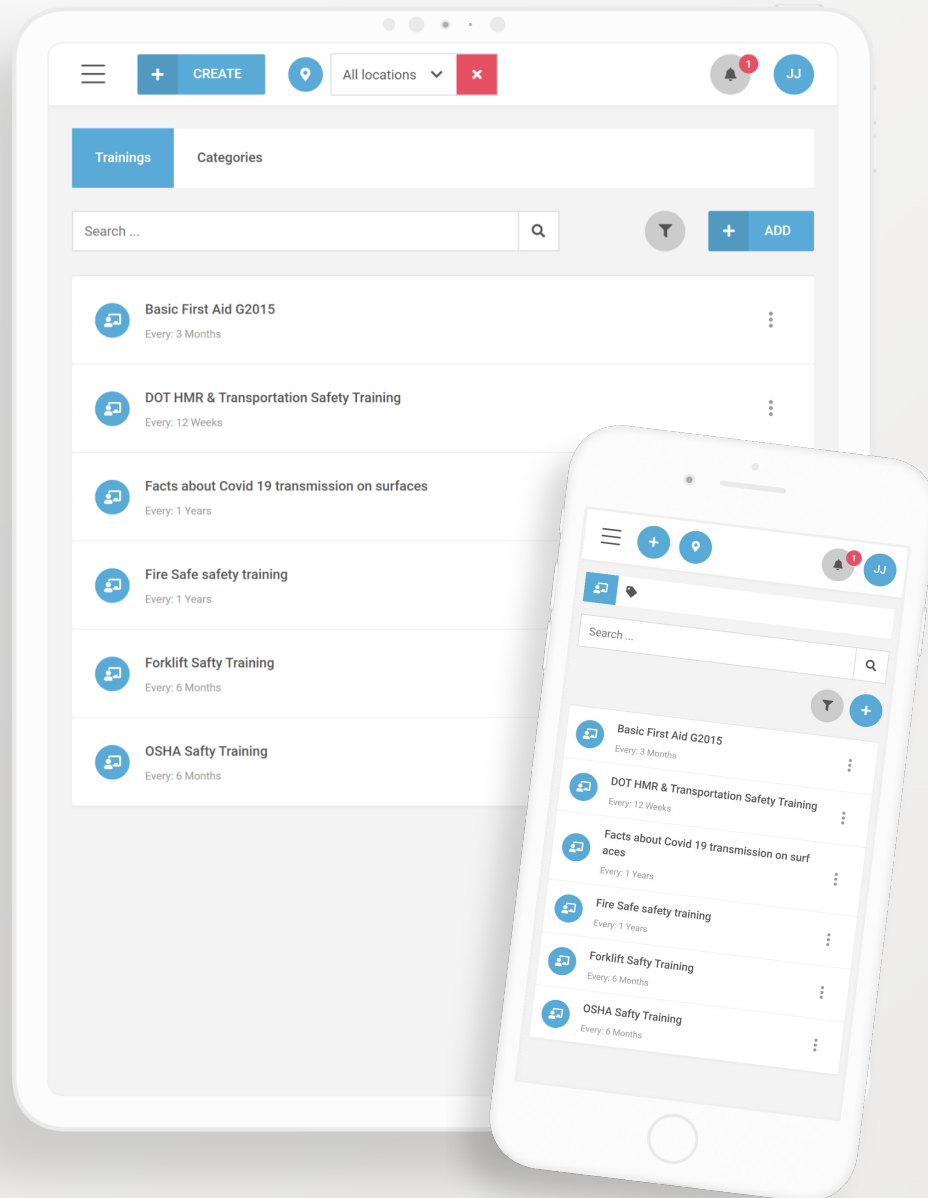 + CREATE
All locations
1
JJ
Trainings
Categories
Search ...
+ ADD
Basic First Aid G2015
Every: 3 Months
DOT HMR & Transportation Safety Training
Every: 12 Weeks
Facts about Covid 19 transmission on surfaces
Every: 1 Years
Fire Safe safety training
Every: 1 Years
Forklift Safty Training
Every: 6 Months
OSHA Safty Training
Every: 6 Months
1
JJ
Search ...
Basic First Aid G2015
Every: 3 Months
DOT HMR & Transportation Safety Training
Every: 12 Weeks
Facts about Covid 19 transmission on surf
aces
Every: 1 Years
Fire Safe safety training
Every: 1 Years
Forklift Safty Training
Every: 6 Months
OSHA Safty Training
Every: 6 Months